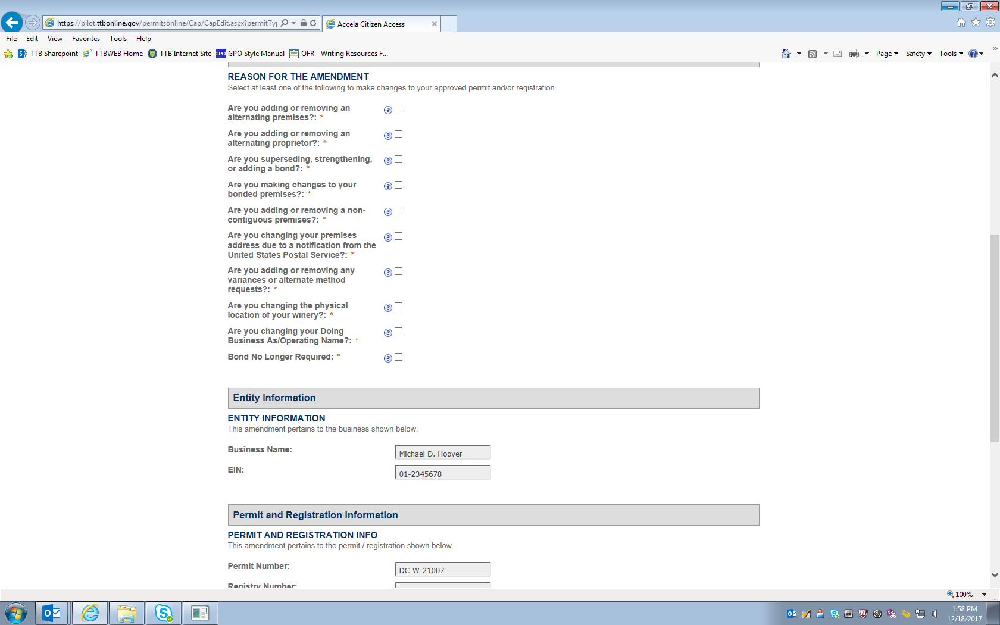 https://pilot.ttbonline.gov/permitsonline/Cap/CapEdit.aspx?permitTy
Accela Citizen Access
File Edit View Favorites Tools Help
TTB Sharepoint TTBWEB Home TTB Internet Site GPO GPO Style Manual OFR - Writing Resources F...
Page Safety Tools
REASON FOR THE AMENDMENT
Select at least one of the following to make changes to your approved permit and/or registration.
Are you adding or removing an
alternating premises?: *
Are you adding or removing an
alternating proprietor?: *
Are you superseding, strengthening,
or adding a bond?: *
Are you making changes to your
bonded premises?: *
Are you adding or removing a non-
contiguous premises?: *
Are you changing your premises
address due to a notification from the
United States Postal Service?: *
Are you adding or removing any
variances or alternate method
requests?: *
Are you changing the physical
location of your winery?: *
Are you changing your Doing
Business As/Operating Name?: *
Bond No Longer Required: *
Entity Information
ENTITY INFORMATION
This amendment pertains to the business shown below.
Business Name: Michael D. Hoover
EIN: 01-2345678
Permit and Registration Information
PERMIT AND REGISTRATION INFO
This amendment pertains to the permit / registration shown below.
Permit Number: DC-W-21007
Registry Number:
100%
1:58 PM
12/18/2017